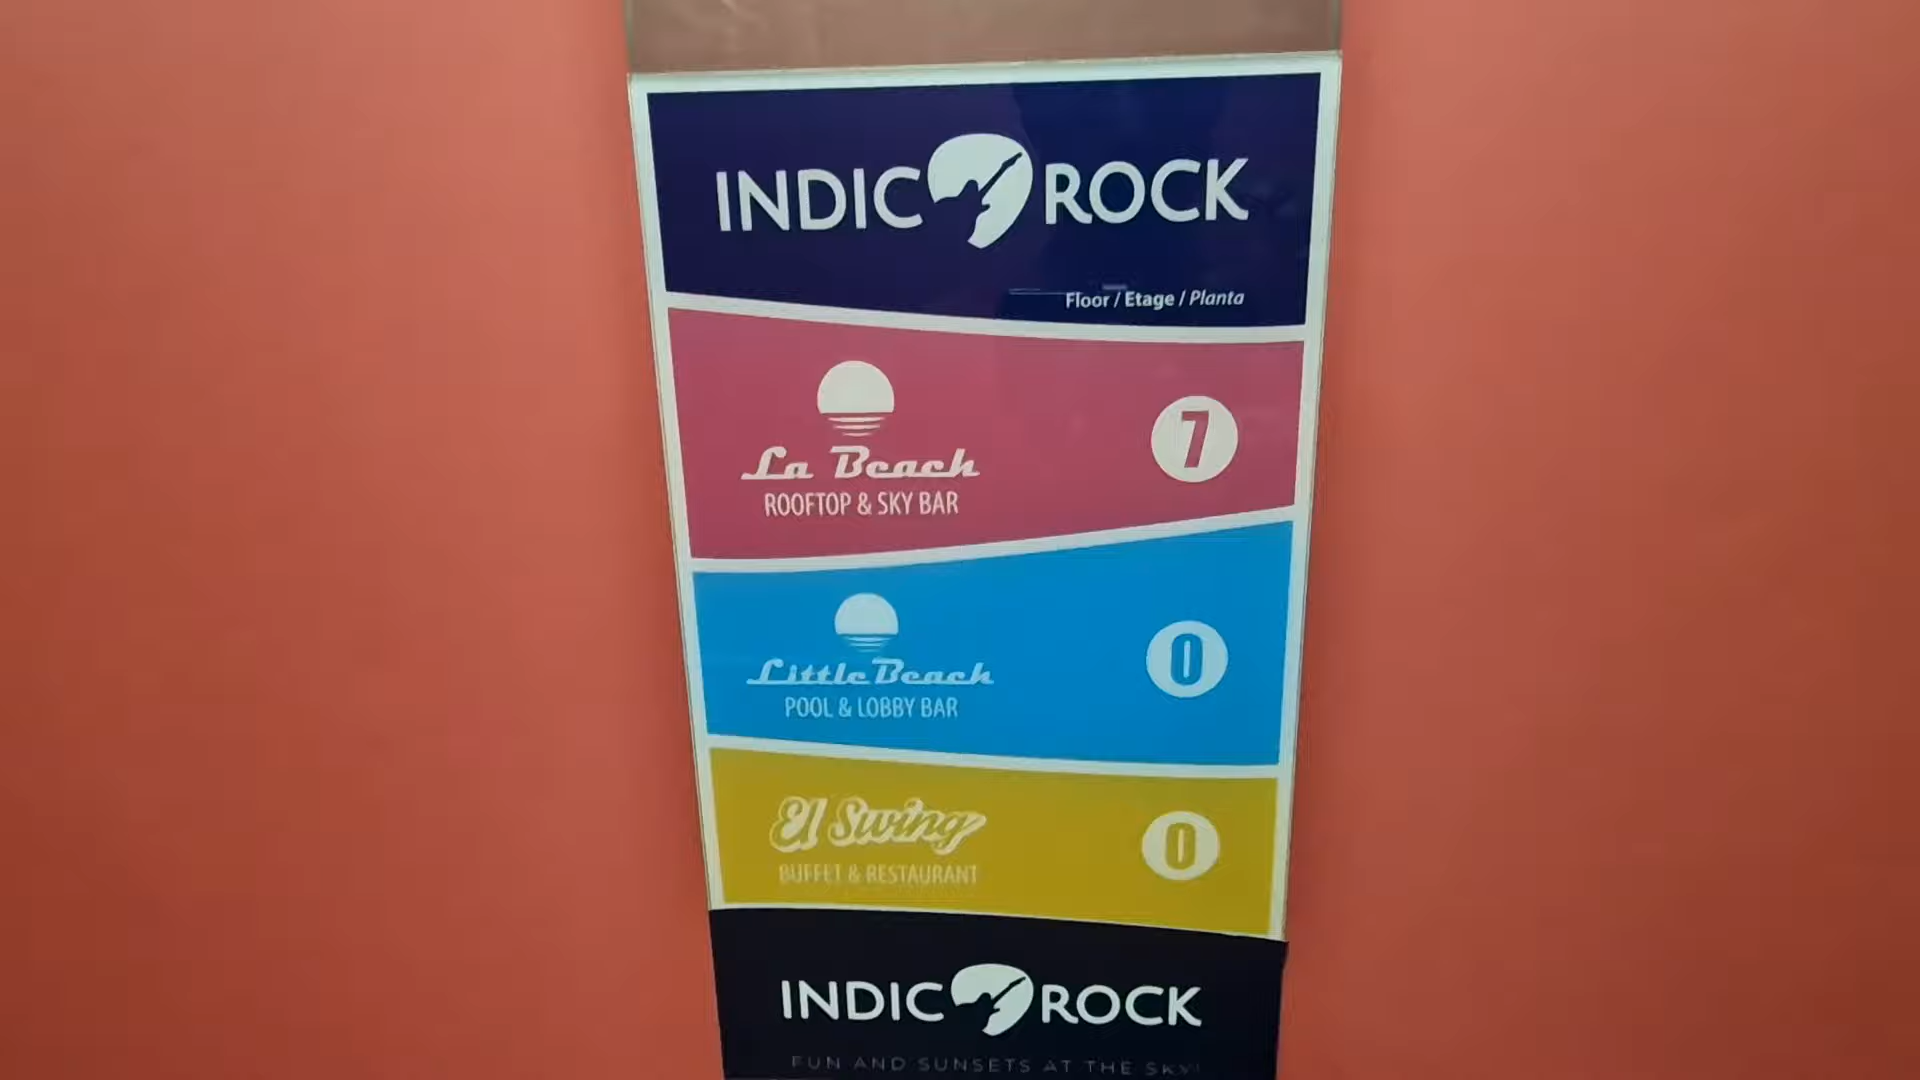 INDIC ROCK
Floor / Etage / Planta
La Beach
ROOFTOP & SKY BAR
7
Little Beach
POOL & LOBBY BAR
0
El Swing
BUFFET & RESTAURANT
0
INDIC ROCK
FUN AND SUNSETS AT THE SKY!